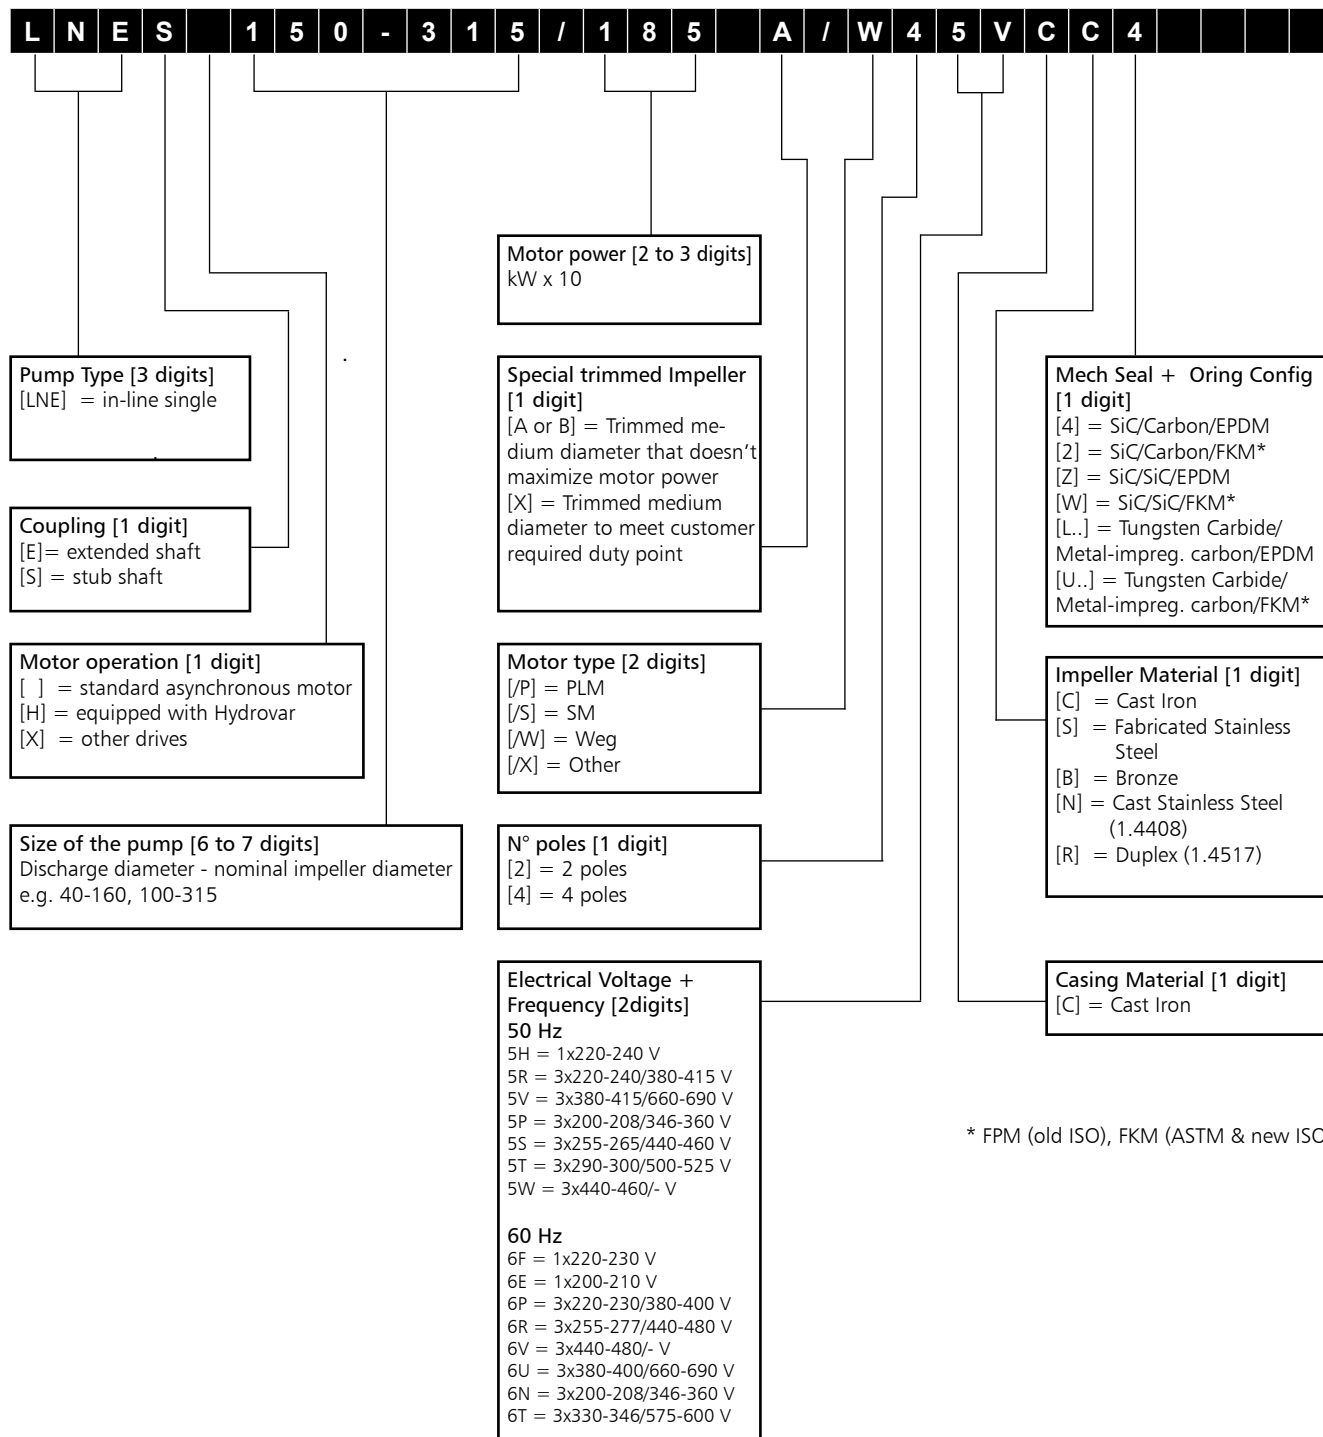 LNES 150-315/185 A/W45VCC4
Motor power [2 to 3 digits]
kW x 10
Pump Type [3 digits]
[LNE] = in-line single
Coupling [1 digit]
[E]= extended shaft
[S] = stub shaft
Motor operation [1 digit]
[ ] = standard asynchronous motor
[H] = equipped with Hydrovar
[X] = other drives
Size of the pump [6 to 7 digits]
Discharge diameter - nominal impeller diameter
e.g. 40-160, 100-315
Special trimmed Impeller
[1 digit]
[A or B] = Trimmed me-
dium diameter that doesn't
maximize motor power
[X] = Trimmed medium
diameter to meet customer
required duty point
Motor type [2 digits]
[/P] = PLM
[/S] = SM
[/W] = Weg
[/X] = Other
N° poles [1 digit]
[2] = 2 poles
[4] = 4 poles
Electrical Voltage +
Frequency [2digits]
50 Hz
5H = 1x220-240 V
5R = 3x220-240/380-415 V
5V = 3x380-415/660-690 V
5P = 3x200-208/346-360 V
5S = 3x255-265/440-460 V
5T = 3x290-300/500-525 V
5W = 3x440-460/- V
60 Hz
6F = 1x220-230 V
6E = 1x200-210 V
6P = 3x220-230/380-400 V
6R = 3x255-277/440-480 V
6V = 3x440-480/- V
6U = 3x380-400/660-690 V
6N = 3x200-208/346-360 V
6T = 3x330-346/575-600 V
Mech Seal + Oring Config
[1 digit]
[4] = SiC/Carbon/EPDM
[2] = SiC/Carbon/FKM*
[Z] = SiC/SiC/EPDM
[W] = SiC/SiC/FKM*
[L..] = Tungsten Carbide/
Metal-impreg. carbon/EPDM
[U..] = Tungsten Carbide/
Metal-impreg. carbon/FKM*
Impeller Material [1 digit]
[C] = Cast Iron
[S] = Fabricated Stainless
Steel
[B] = Bronze
[N] = Cast Stainless Steel
(1.4408)
[R] = Duplex (1.4517)
Casing Material [1 digit]
[C] = Cast Iron
* FPM (old ISO), FKM (ASTM & new ISO